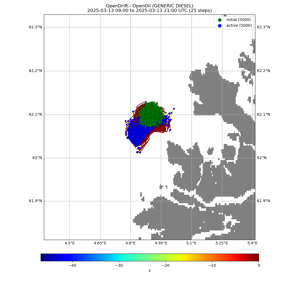 OpenDrift - OpenOil (GENERIC DIESEL)
2025-03-13 09:00 to 2025-03-13 21:00 UTC (25 steps)
initial (5000)
active (5000)
62.3°N
62.3°N
62.2°N
62.2°N
62.1°N
62.1°N
62°N
62°N
61.9°N
61.9°N
4.5°E 4.65°E 4.8°E 4.95°E 5.1°E 5.25°E 5.4°E
−40 −30 −20 −10 0
z